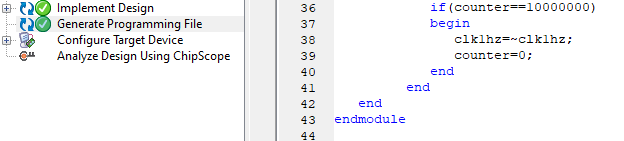 Implement Design
Generate Programming File
Configure Target Device
Analyze Design Using ChipScope
36 if(counter==10000000)
37 begin
38 clk1hz=~clk1hz;
39 counter=0;
40 end
41 end
42 end
43 endmodule
44